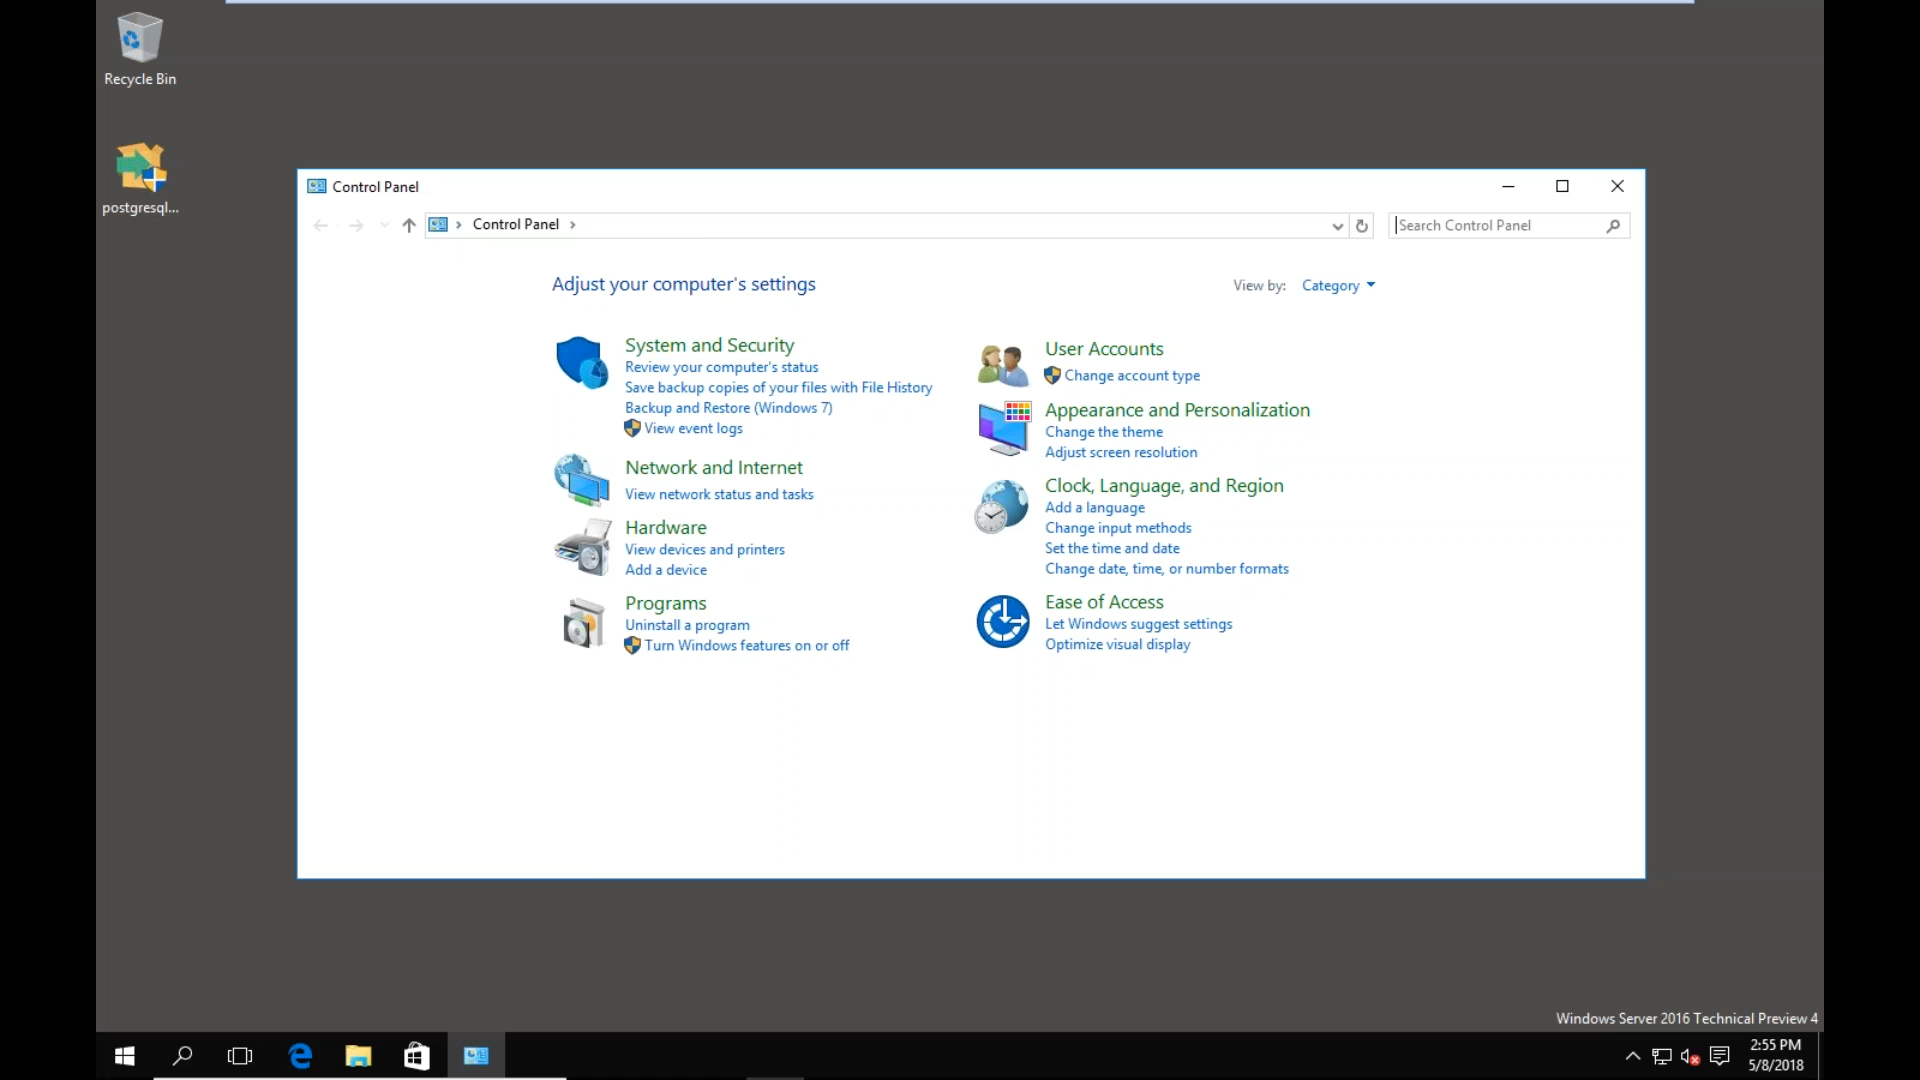 Recycle Bin
postgresql...
Control Panel
Control Panel
Search Control Panel
Adjust your computer's settings
View by: Category
System and Security
Review your computer's status
Save backup copies of your files with File History
Backup and Restore (Windows 7)
View event logs
Network and Internet
View network status and tasks
Hardware
View devices and printers
Add a device
Programs
Uninstall a program
Turn Windows features on or off
User Accounts
Change account type
Appearance and Personalization
Change the theme
Adjust screen resolution
Clock, Language, and Region
Add a language
Change input methods
Set the time and date
Change date, time, or number formats
Ease of Access
Let Windows suggest settings
Optimize visual display
Windows Server 2016 Technical Preview 4
2:55 PM
5/8/2018